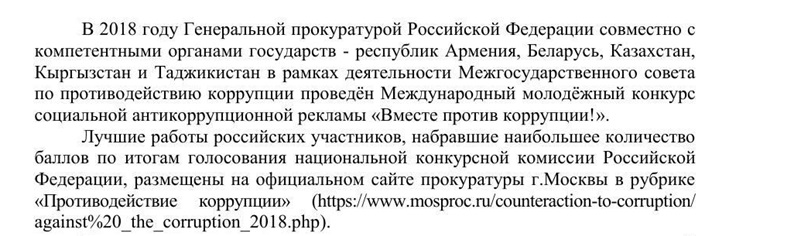 В 2018 году Генеральной прокуратурой Российской Федерации совместно с
компетентными органами государств - республик Армения, Беларусь, Казахстан,
Кыргызстан и Таджикистан в рамках деятельности Межгосударственного совета
по противодействию коррупции проведён Международный молодёжный конкурс
социальной антикоррупционной рекламы «Вместе против коррупции!».
Лучшие работы российских участников, набравшие наибольшее количество
баллов по итогам голосования национальной конкурсной комиссии Российской
Федерации, размещены на официальном сайте прокуратуры г.Москвы в рубрике
«Противодействие коррупции» (https://www.mosproc.ru/counteraction-to-corruption/
against%20_the_corruption_2018.php).